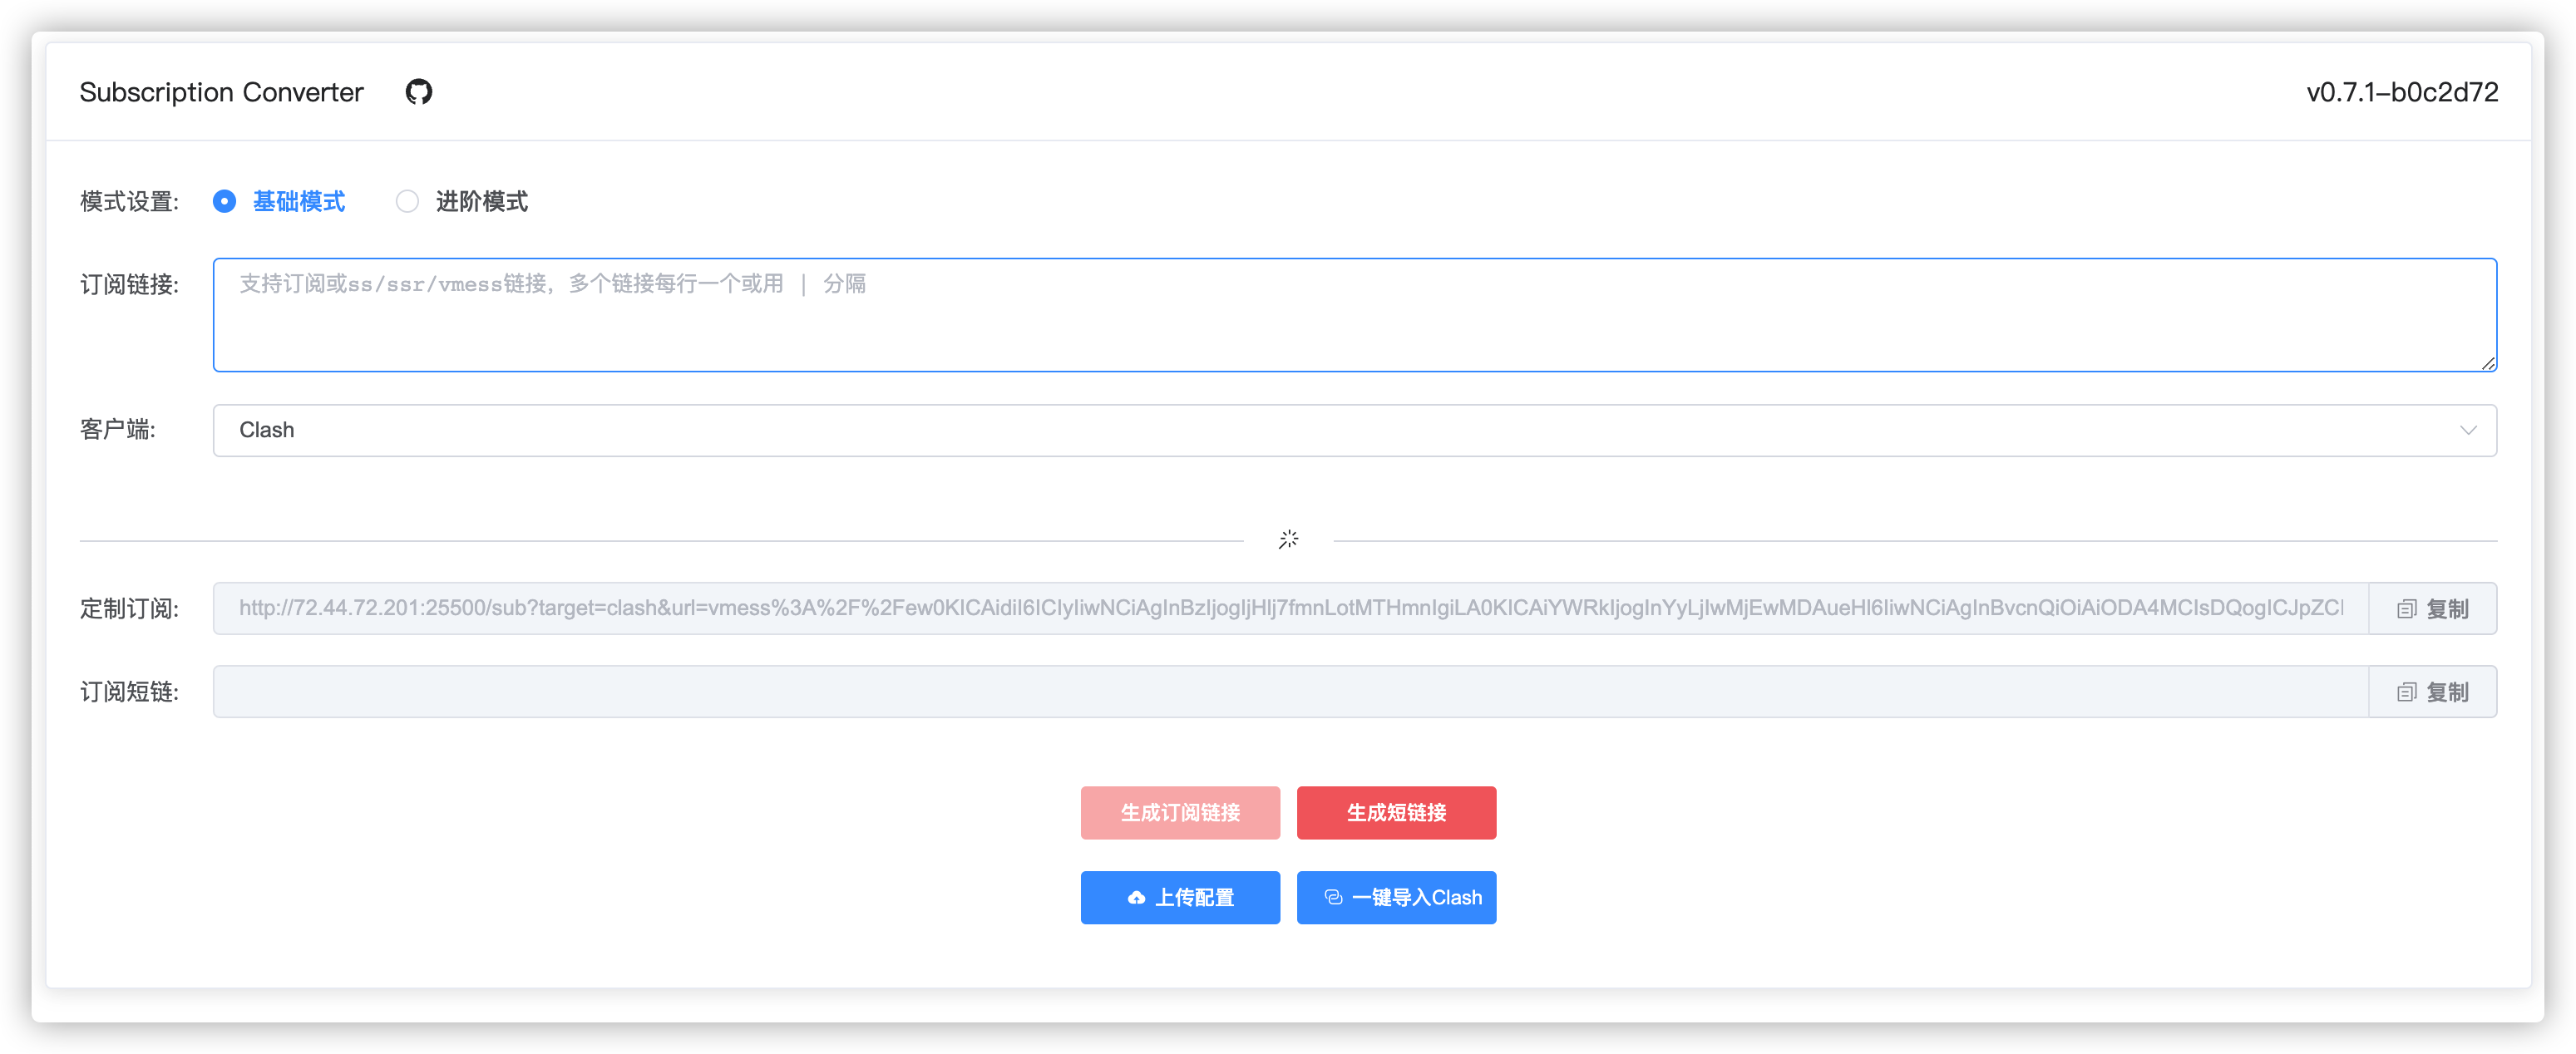 Subscription Converter
v0.7.1-b0c2d72
模式设置: 基础模式 进阶模式
订阅链接: 支持订阅或ss/ssr/vmess链接，多个链接每行一个或用 | 分隔
客户端: Clash
定制订阅: http://72.44.72.201:25500/sub?target=clash&url=vmess%3A%2F%2Few0KICAidiI6ICIyIiwNCiAgInBzIjogIjHIj7fmnLotMTHmnIgiLA0KICAiYWRkIjogInYyLjIwMjEwMDAueHl6IiwNCiAgInBvcnQiOiAiODA4MCIsDQogICJpZCI 复制
订阅短链: 复制
生成订阅链接 生成短链接
上传配置 一键导入Clash